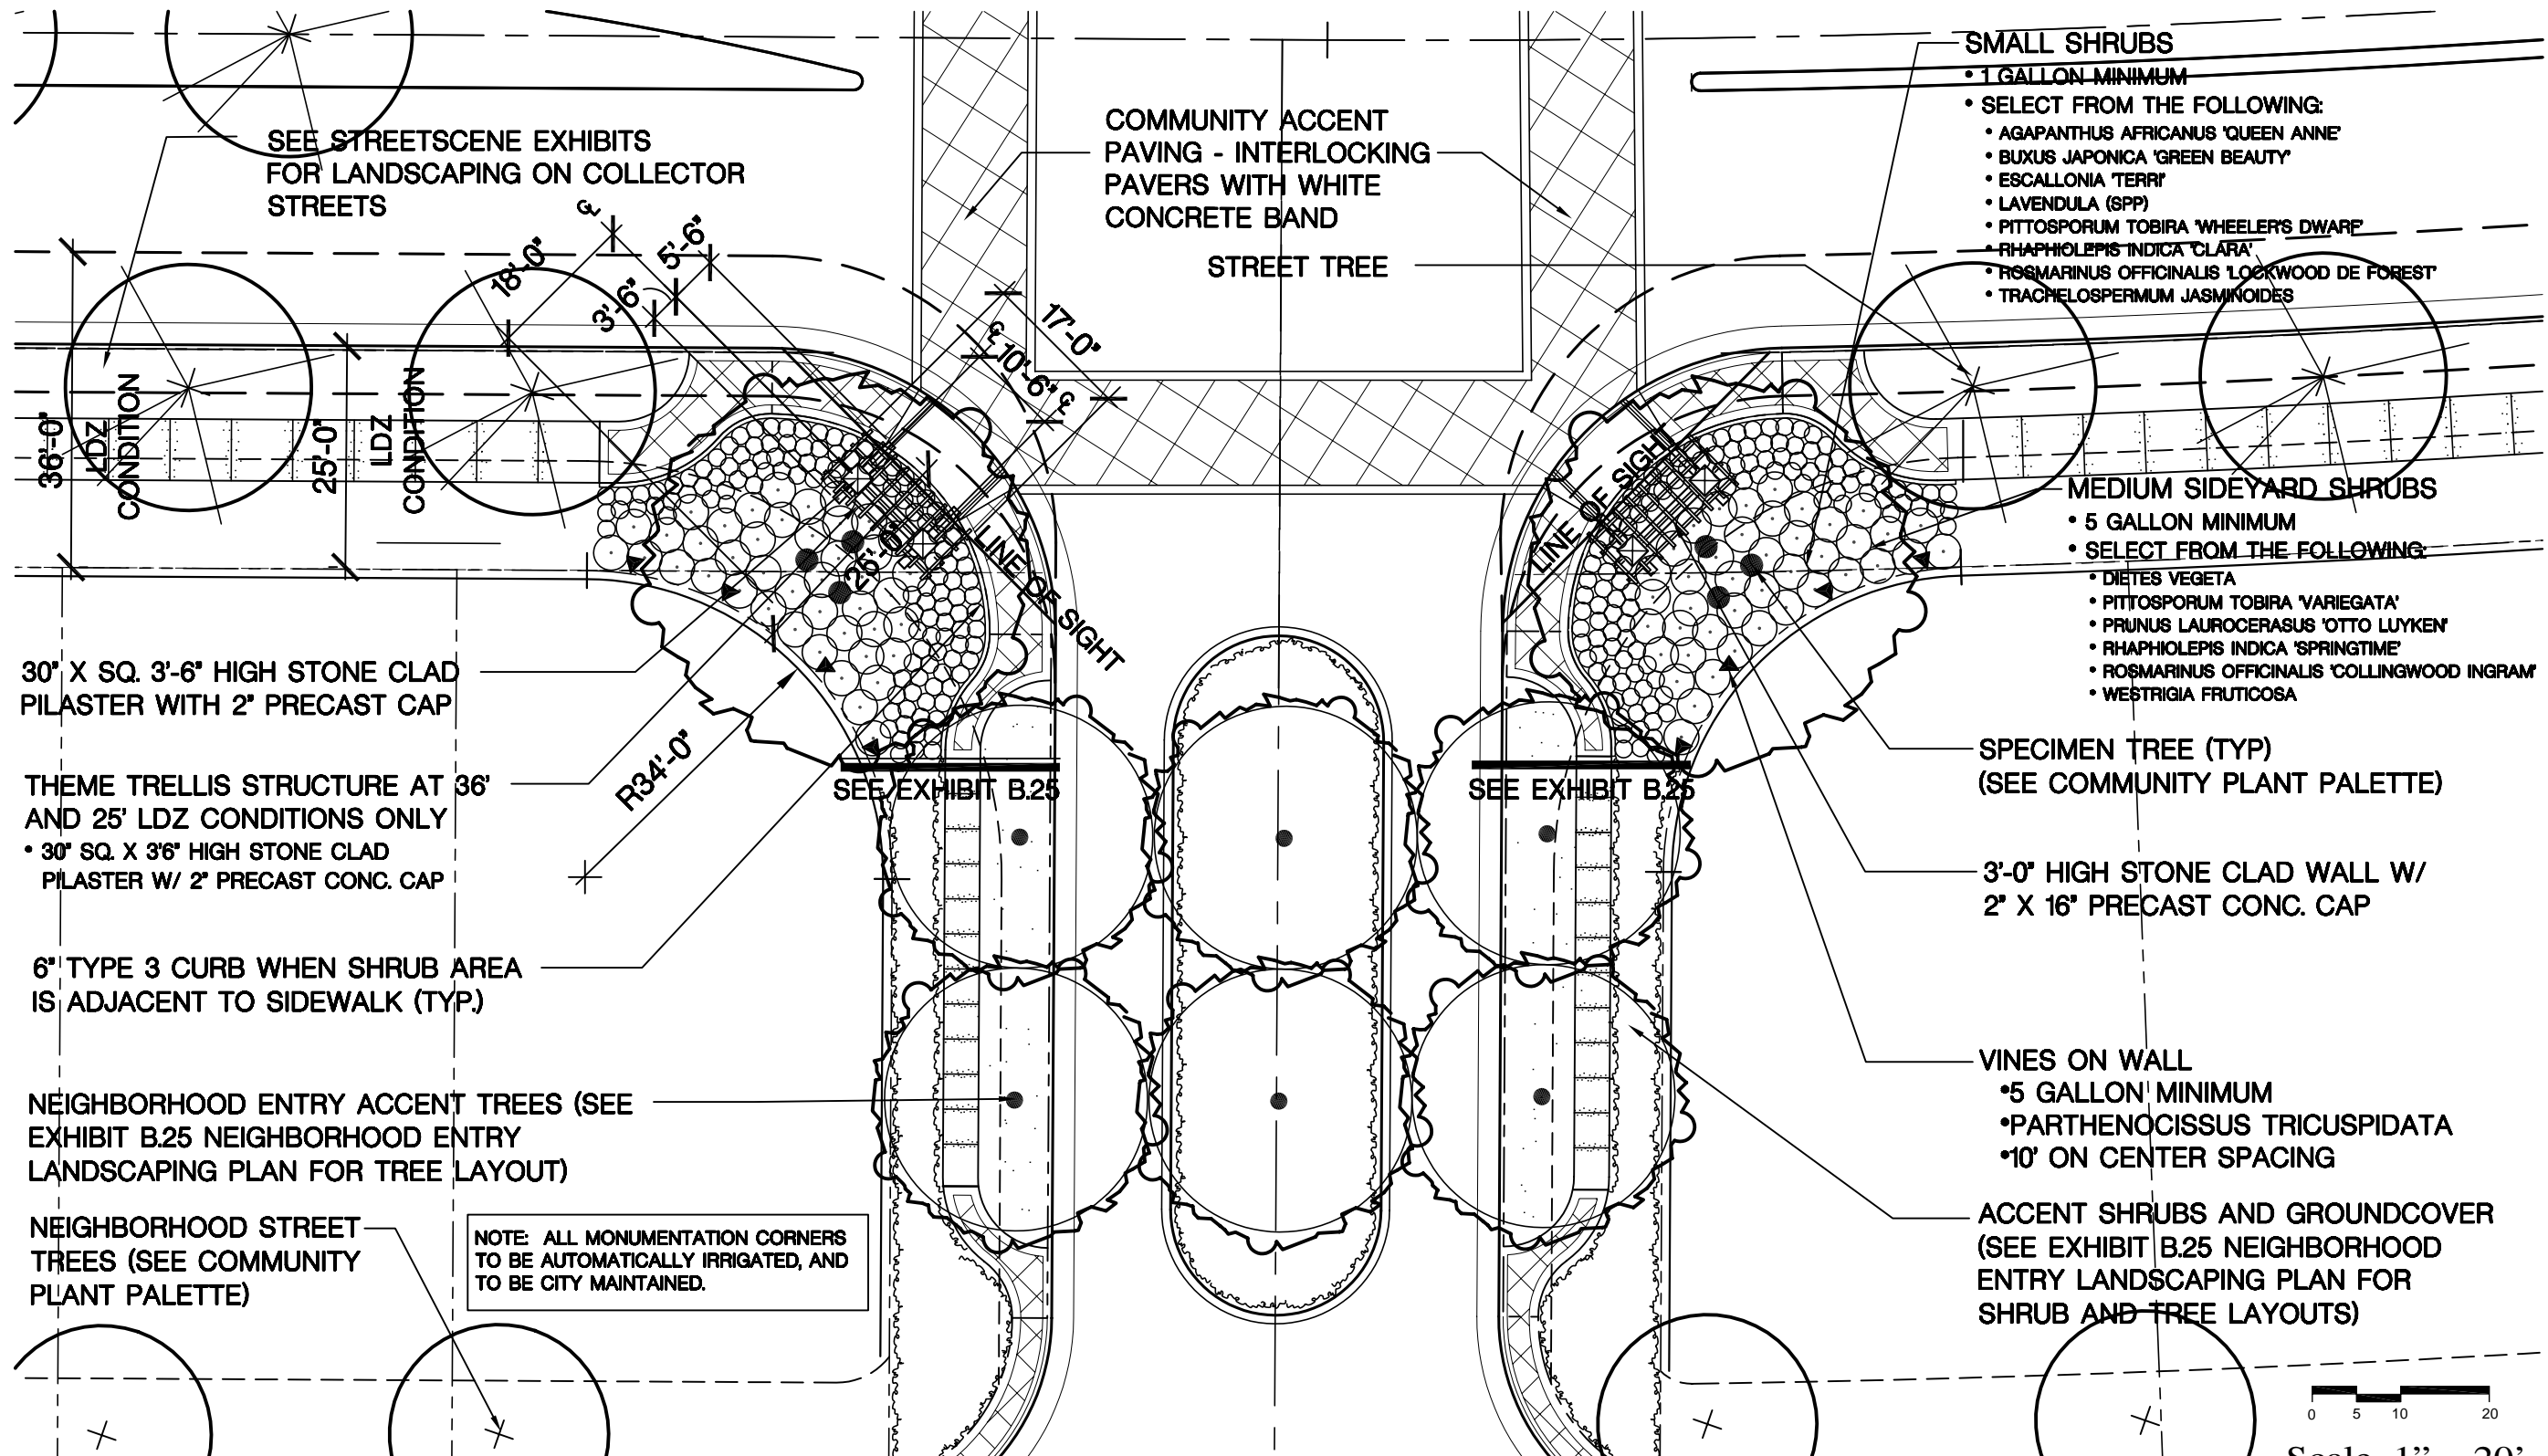 SEE STREETSCENE EXHIBITS
FOR LANDSCAPING ON COLLECTOR
STREETS
COMMUNITY ACCENT
PAVING - INTERLOCKING
PAVERS WITH WHITE
CONCRETE BAND
STREET TREE
SMALL SHRUBS
• 1 GALLON MINIMUM
• SELECT FROM THE FOLLOWING:
• AGAPANTHUS AFRICANUS 'QUEEN ANNE'
• BUXUS JAPONICA 'GREEN BEAUTY'
• ESCALLONIA 'TERRI'
• LAVENDULA (SPP)
• PITTOSPORUM TOBIRA 'WHEELER'S DWARF'
• RHAPHIOLEPIS INDICA 'CLARA'
• ROSMARINUS OFFICINALIS 'LOCKWOOD DE FOREST'
• TRACHELOSPERMUM JASMINOIDES
18'-0"
℄
5'-6"
3'-6"
17'-0"
℄
10'-6"
℄
36'-0"
LDZ
CONDITION
25'-0"
LDZ
CONDITION
25'-0"
LINE OF SIGHT
LINE OF SIGHT
MEDIUM SIDEYARD SHRUBS
• 5 GALLON MINIMUM
• SELECT FROM THE FOLLOWING:
• DIETES VEGETA
• PITTOSPORUM TOBIRA 'VARIEGATA'
• PRUNUS LAUROCERASUS 'OTTO LUYKEN'
• RHAPHIOLEPIS INDICA 'SPRINGTIME'
• ROSMARINUS OFFICINALIS 'COLLINGWOOD INGRAM'
• WESTRIGIA FRUTICOSA
30" X SQ. 3'-6" HIGH STONE CLAD
PILASTER WITH 2" PRECAST CAP
R34'-0"
THEME TRELLIS STRUCTURE AT 36'
AND 25' LDZ CONDITIONS ONLY
• 30" SQ. X 3'6" HIGH STONE CLAD
PILASTER W/ 2" PRECAST CONC. CAP
SEE EXHIBIT B.25
SEE EXHIBIT B.25
SPECIMEN TREE (TYP)
(SEE COMMUNITY PLANT PALETTE)
3'-0" HIGH STONE CLAD WALL W/
2" X 16" PRECAST CONC. CAP
6" TYPE 3 CURB WHEN SHRUB AREA
IS ADJACENT TO SIDEWALK (TYP.)
VINES ON WALL
•5 GALLON MINIMUM
•PARTHENOCISSUS TRICUSPIDATA
•10' ON CENTER SPACING
NEIGHBORHOOD ENTRY ACCENT TREES (SEE
EXHIBIT B.25 NEIGHBORHOOD ENTRY
LANDSCAPING PLAN FOR TREE LAYOUT)
NEIGHBORHOOD STREET
TREES (SEE COMMUNITY
PLANT PALETTE)
NOTE: ALL MONUMENTATION CORNERS
TO BE AUTOMATICALLY IRRIGATED, AND
TO BE CITY MAINTAINED.
ACCENT SHRUBS AND GROUNDCOVER
(SEE EXHIBIT B.25 NEIGHBORHOOD
ENTRY LANDSCAPING PLAN FOR
SHRUB AND TREE LAYOUTS)
0 5 10 20